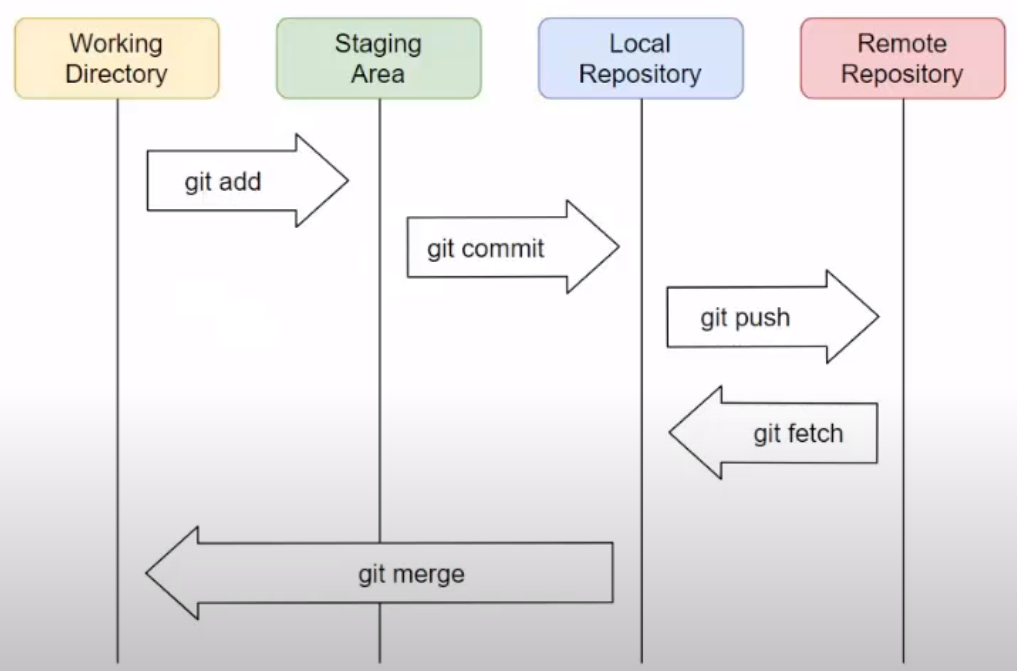 Working
Directory
Staging
Area
Local
Repository
Remote
Repository
git add
git commit
git push
git fetch
git merge